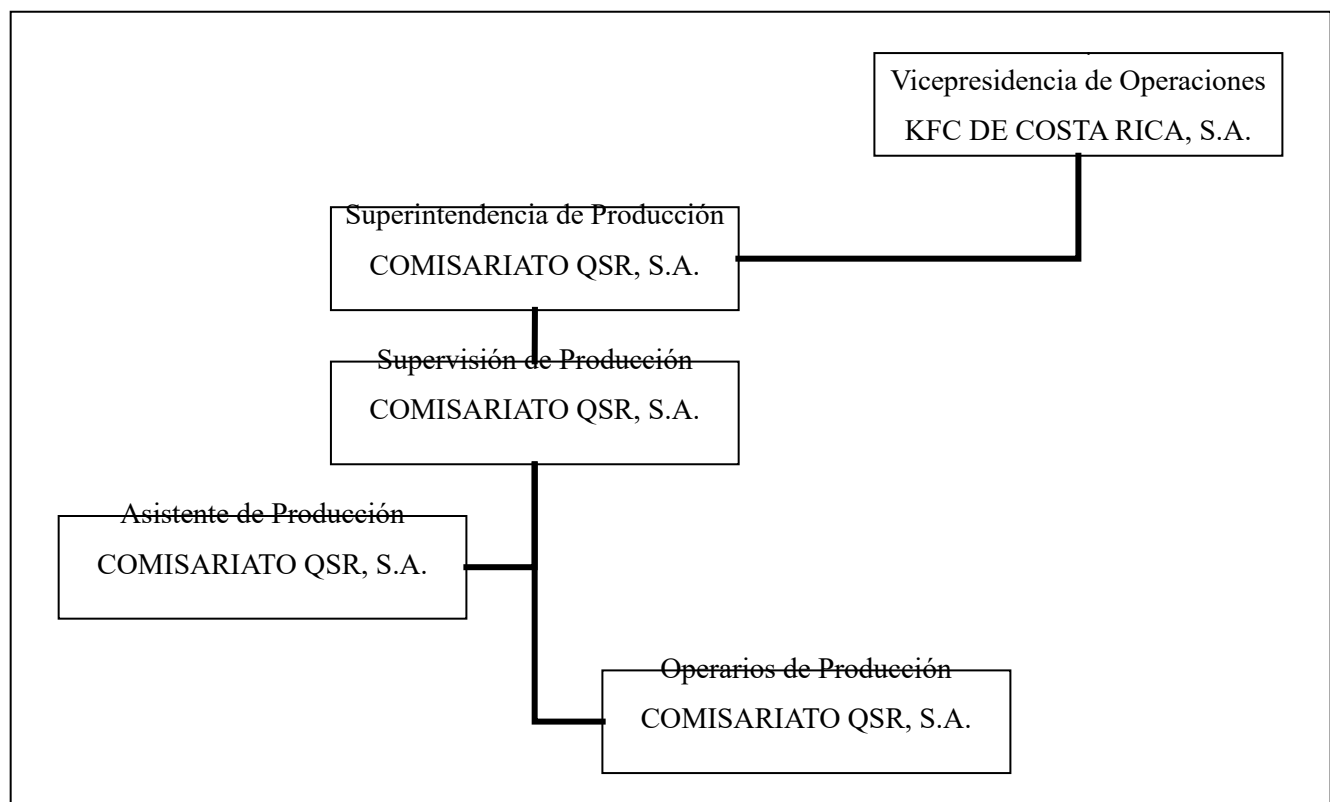 Vicepresidencia de Operaciones
KFC DE COSTA RICA, S.A.
Superintendencia de Producción
COMISARIATO QSR, S.A.
Supervisión de Producción
COMISARIATO QSR, S.A.
Asistente de Producción
COMISARIATO QSR, S.A.
Operarios de Producción
COMISARIATO QSR, S.A.